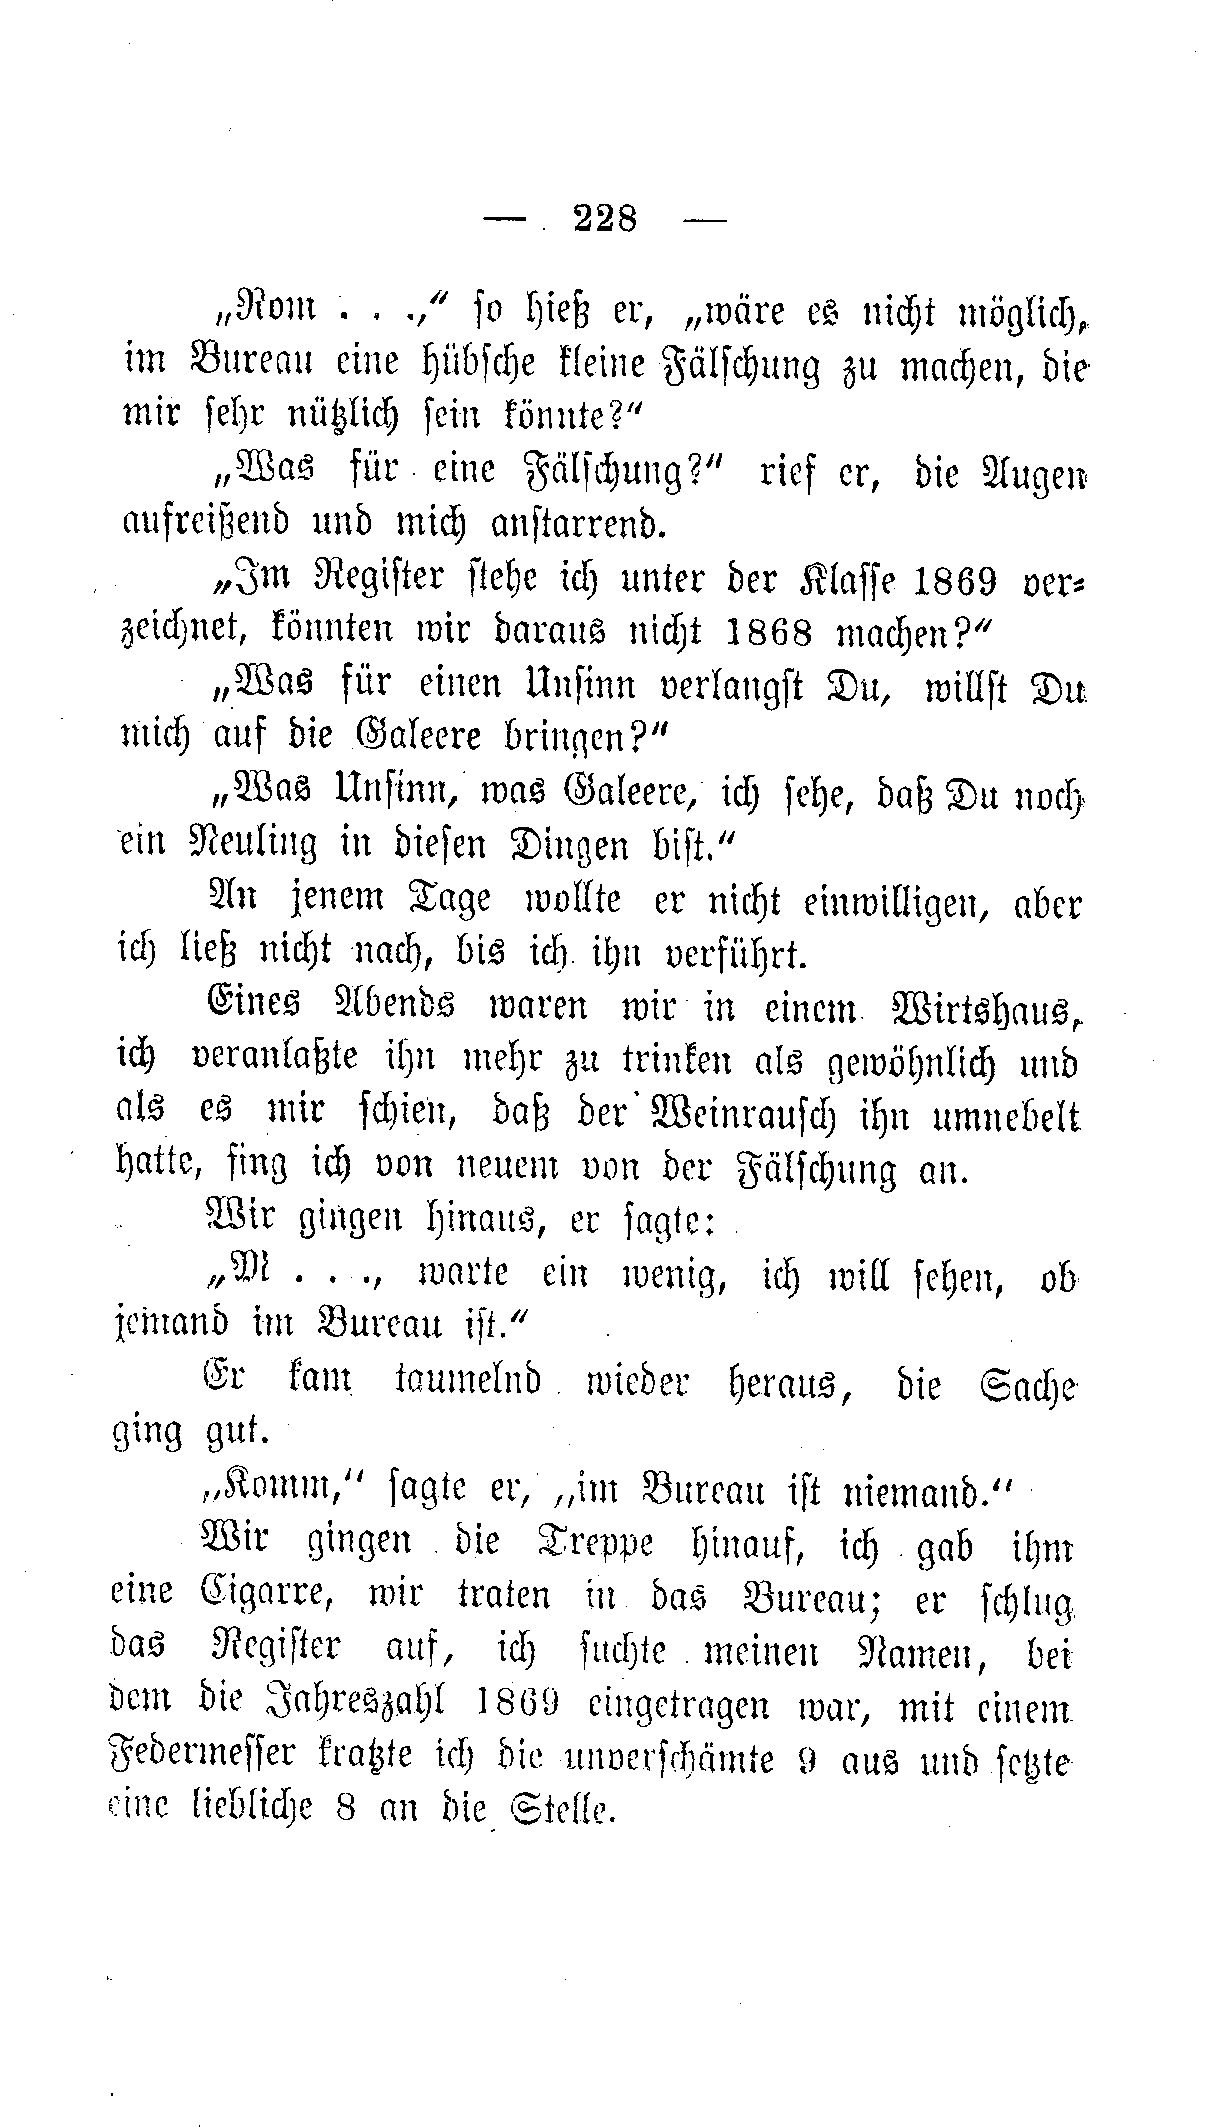 — 228 —
„Rom . . .,“ so hieß er, „wäre es nicht möglich,
im Bureau eine hübsche kleine Fälschung zu machen, die
mir sehr nützlich sein könnte?“
„Was für eine Fälschung?“ rief er, die Augen
aufreißend und mich anstarrend.
„Im Register stehe ich unter der Klasse 1869 ver-
zeichnet, könnten wir daraus nicht 1868 machen?“
„Was für einen Unsinn verlangst Du, willst Du
mich auf die Galeere bringen?“
„Was Unsinn, was Galeere, ich sehe, daß Du noch
ein Neuling in diesen Dingen bist.“
An jenem Tage wollte er nicht einwilligen, aber
ich ließ nicht nach, bis ich ihn verführt.
Eines Abends waren wir in einem Wirtshaus,
ich veranlaßte ihn mehr zu trinken als gewöhnlich und
als es mir schien, daß der Weinrausch ihn umnebelt
hatte, fing ich von neuem von der Fälschung an.
Wir gingen hinaus, er sagte:
„M . . ., warte ein wenig, ich will sehen, ob
jemand im Bureau ist.“
Er kam taumelnd wieder heraus, die Sache
ging gut.
„Komm,“ sagte er, „im Bureau ist niemand.“
Wir gingen die Treppe hinauf, ich gab ihm
eine Cigarre, wir traten in das Bureau; er schlug
das Register auf, ich suchte meinen Namen, bei
dem die Jahreszahl 1869 eingetragen war, mit einem
Federmesser kratzte ich die unverschämte 9 aus und setzte
eine liebliche 8 an die Stelle.